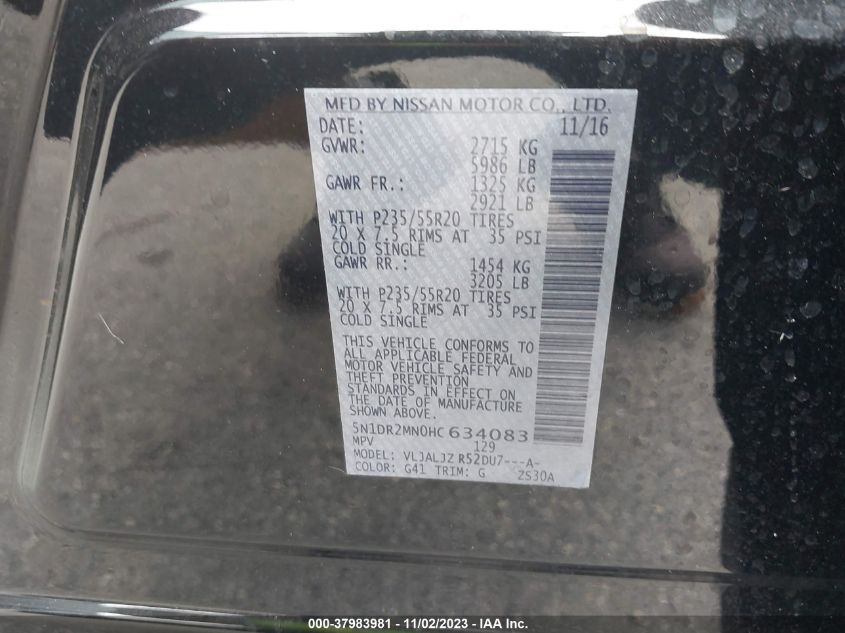 MFD BY NISSAN MOTOR CO., LTD.
DATE: 11/16
GVWR: 2715 KG
5986 LB
GAWR FR.: 1325 KG
2921 LB
WITH P235/55R20 TIRES
20 X 7.5 RIMS AT 35 PSI
COLD SINGLE
GAWR RR.: 1454 KG
3205 LB
WITH P235/55R20 TIRES
20 X 7.5 RIMS AT 35 PSI
COLD SINGLE
THIS VEHICLE CONFORMS TO
ALL APPLICABLE FEDERAL
MOTOR VEHICLE SAFETY AND
THEFT PREVENTION
STANDARDS IN EFFECT ON
THE DATE OF MANUFACTURE
SHOWN ABOVE.
5N1DR2MN0HC634083
MPV 129
MODEL: VLJALJZ R52DU7---A-
COLOR: G41 TRIM: G ZS30A
000-37983981 - 11/02/2023 - IAA Inc.